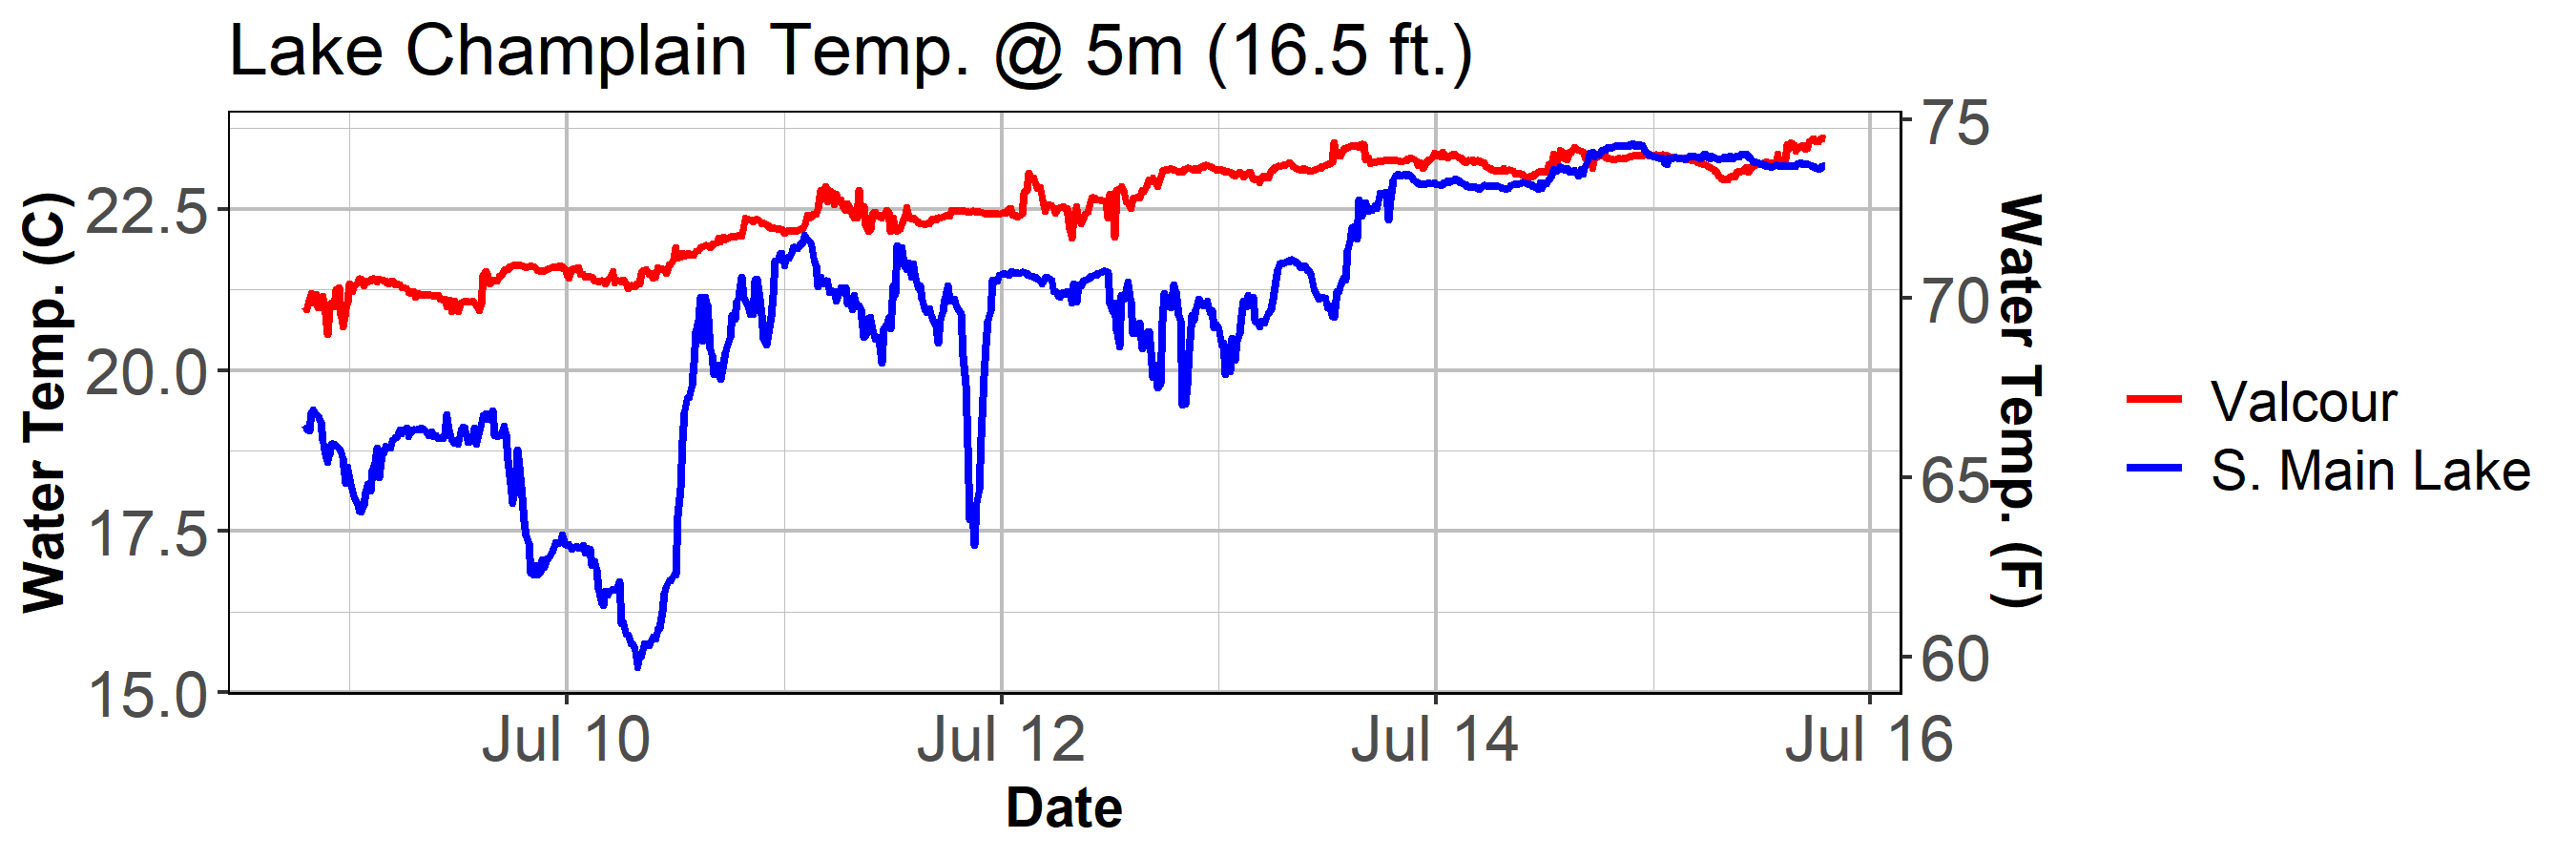 Lake Champlain Temp. @ 5m (16.5 ft.)
Water Temp. (C)
22.5
20.0
17.5
15.0
75
70
65
60
Water Temp. (F)
Jul 10
Jul 12
Jul 14
Jul 16
Date
Valcour
S. Main Lake